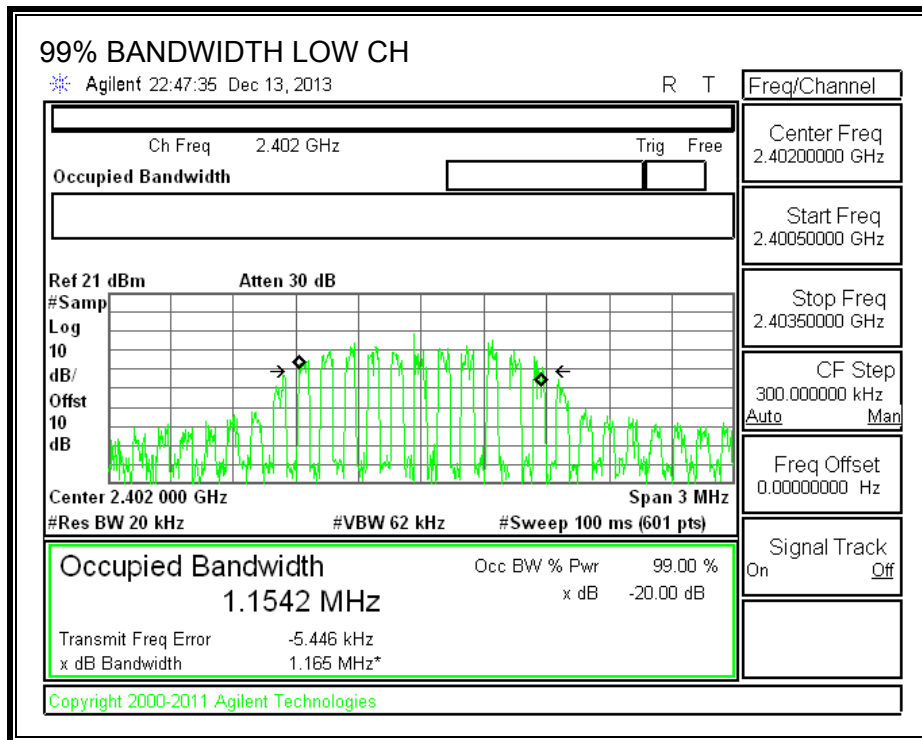 99% BANDWIDTH LOW CH
Agilent 22:47:35 Dec 13, 2013
R T
Freq/Channel
Ch Freq 2.402 GHz
Trig Free
Occupied Bandwidth
Center Freq
2.40200000 GHz
Start Freq
2.40050000 GHz
Stop Freq
2.40350000 GHz
CF Step
300.000000 kHz
Auto Man
Freq Offset
0.00000000 Hz
Signal Track
On Off
Ref 21 dBm
Atten 30 dB
#Samp
Log
10
dB/
Offst
10
dB
Center 2.402 000 GHz
Span 3 MHz
#Res BW 20 kHz
#VBW 62 kHz
#Sweep 100 ms (601 pts)
Occupied Bandwidth
1.1542 MHz
Occ BW % Pwr 99.00 %
x dB -20.00 dB
Transmit Freq Error -5.446 kHz
x dB Bandwidth 1.165 MHz*
Copyright 2000-2011 Agilent Technologies